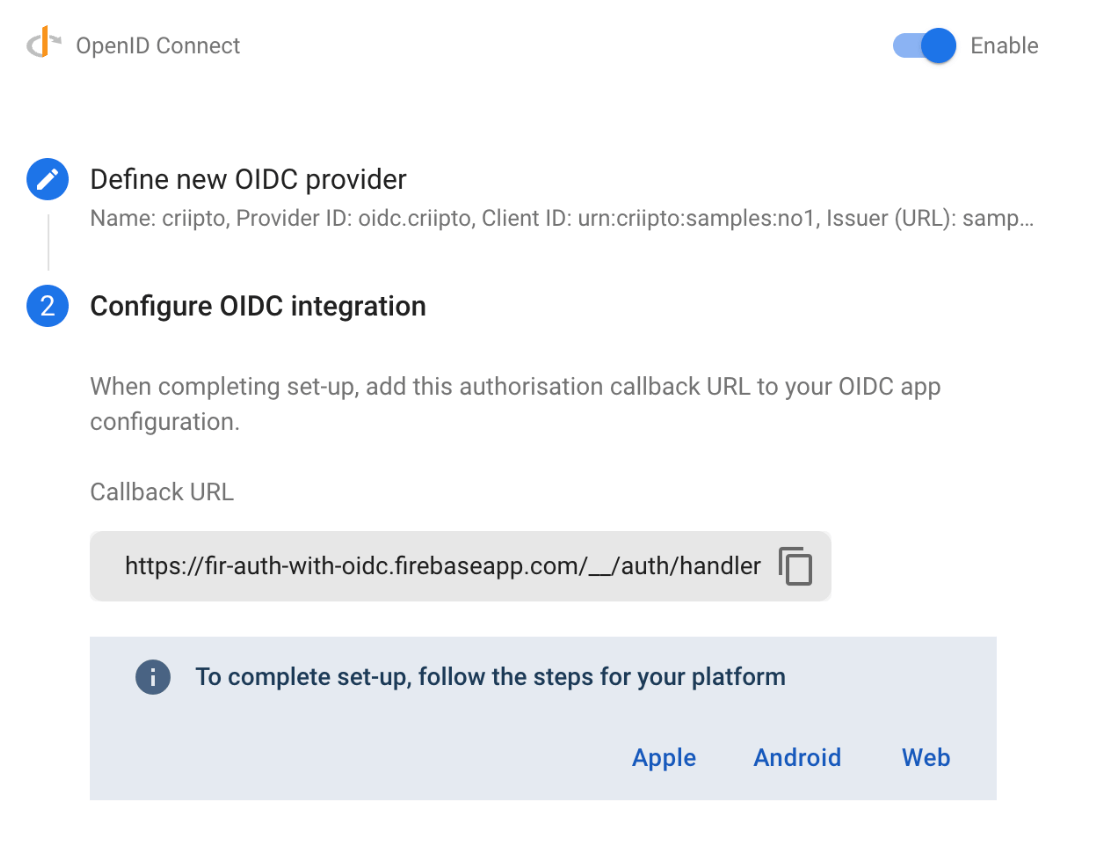 OpenID Connect
Enable
Define new OIDC provider
Name: criipto, Provider ID: oidc.criipto, Client ID: urn:criipto:samples:no1, Issuer (URL): samp...
2
Configure OIDC integration
When completing set-up, add this authorisation callback URL to your OIDC app
configuration.
Callback URL
https://fir-auth-with-oidc.firebaseapp.com/__/auth/handler
To complete set-up, follow the steps for your platform
Apple
Android
Web